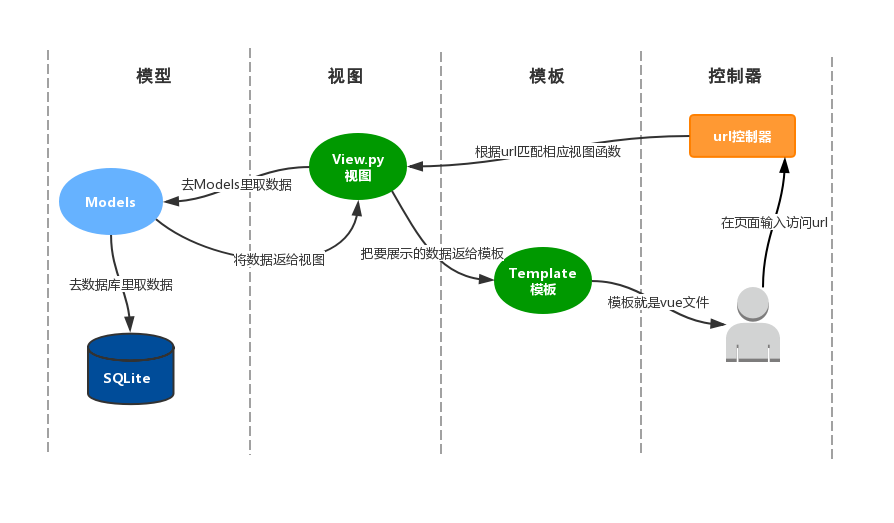 模型
视图
模板
控制器
url控制器
根据url匹配相应视图函数
View.py
视图
去Models里取数据
Models
在页面输入访问url
将数据返给视图
把要展示的数据返给模板
Template
模板
去数据库里取数据
模板就是vue文件
SQLite